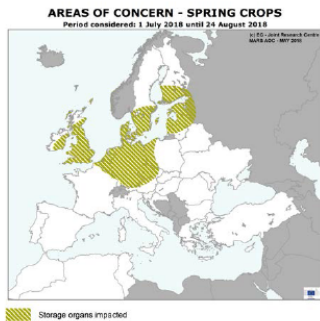 AREAS OF CONCERN - SPRING CROPS
Period considered: 1 July 2018 until 24 August 2018
(c) EC - Joint Research Centre
Storage organs impacted